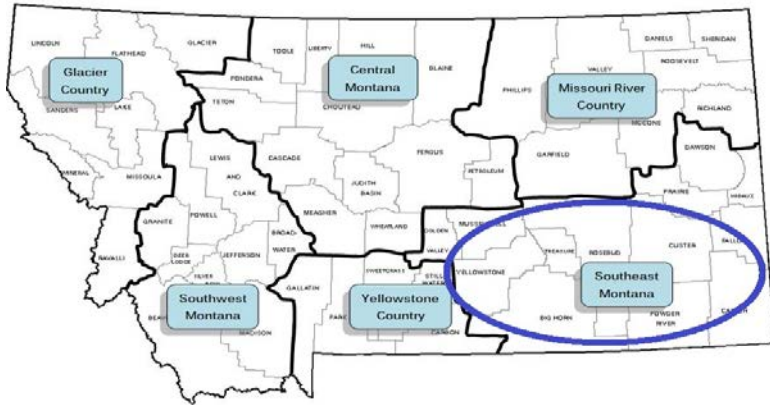 LINCOLN
FLATHEAD
GLACIER
TOOLE
LIBERTY
HILL
BLAINE
DANIELS
SHERIDAN
Glacier
Country
PONDERA
Central
Montana
PHILLIPS
VALLEY
ROOSEVELT
Missouri River
Country
SANDERS
LAKE
TETON
CHOUTEAU
RICHLAND
MCCONE
MINERAL
MISSOULA
LEWIS
AND
CLARK
CASCADE
FERGUS
GARFIELD
DAWSON
JUDITH
BASIN
PETROLEUM
PRAIRIE
GRANITE
POWELL
MEAGHER
WHEATLAND
BROAD-
WATER
GOLDEN
VALLEY
RAVALLI
DEER
LODGE
JEFFERSON
SILVER
TREASURE
ROSEBUD
CUSTER
YELLOWSTONE
GALLATIN
SWEETGRASS
STILL
WATER
Southwest
Montana
Yellowstone
Country
Southeast
Montana
MADISON
PARK
CARBON
BIG HORN
POWDER
RIVER